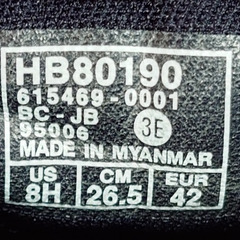 HB80190
615469-0001
BC-JB
95006 3E
MADE IN MYANMAR
US CM EUR
8H 26.5 42